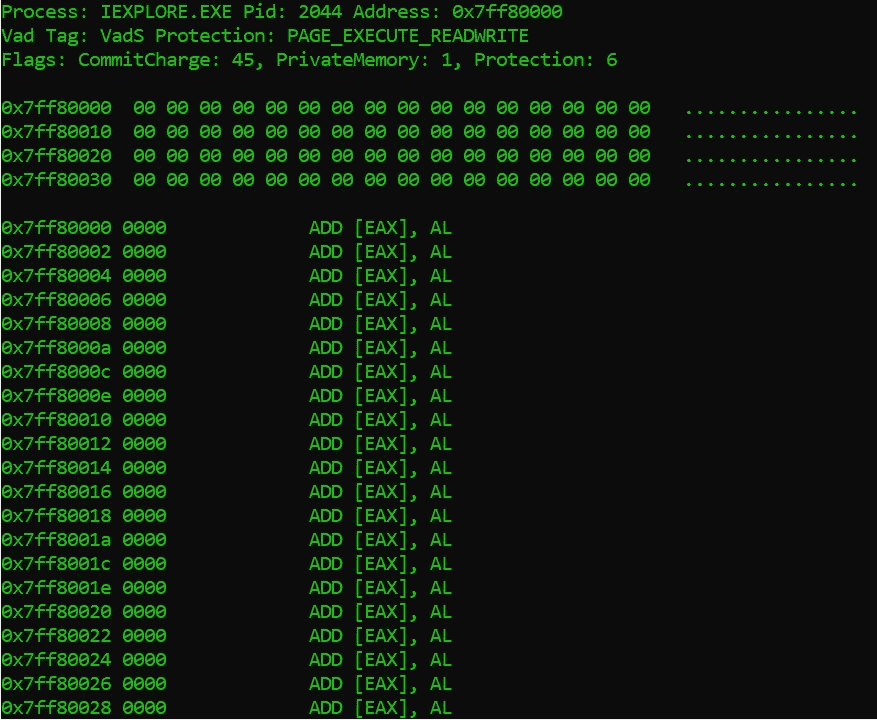 Process: IEXPLORE.EXE Pid: 2044 Address: 0x7ff80000
Vad Tag: VadS Protection: PAGE_EXECUTE_READWRITE
Flags: CommitCharge: 45, PrivateMemory: 1, Protection: 6
0x7ff80000  00 00 00 00 00 00 00 00 00 00 00 00 00 00 00 00   ................
0x7ff80010  00 00 00 00 00 00 00 00 00 00 00 00 00 00 00 00   ................
0x7ff80020  00 00 00 00 00 00 00 00 00 00 00 00 00 00 00 00   ................
0x7ff80030  00 00 00 00 00 00 00 00 00 00 00 00 00 00 00 00   ................
0x7ff80000 0000             ADD [EAX], AL
0x7ff80002 0000             ADD [EAX], AL
0x7ff80004 0000             ADD [EAX], AL
0x7ff80006 0000             ADD [EAX], AL
0x7ff80008 0000             ADD [EAX], AL
0x7ff8000a 0000             ADD [EAX], AL
0x7ff8000c 0000             ADD [EAX], AL
0x7ff8000e 0000             ADD [EAX], AL
0x7ff80010 0000             ADD [EAX], AL
0x7ff80012 0000             ADD [EAX], AL
0x7ff80014 0000             ADD [EAX], AL
0x7ff80016 0000             ADD [EAX], AL
0x7ff80018 0000             ADD [EAX], AL
0x7ff8001a 0000             ADD [EAX], AL
0x7ff8001c 0000             ADD [EAX], AL
0x7ff8001e 0000             ADD [EAX], AL
0x7ff80020 0000             ADD [EAX], AL
0x7ff80022 0000             ADD [EAX], AL
0x7ff80024 0000             ADD [EAX], AL
0x7ff80026 0000             ADD [EAX], AL
0x7ff80028 0000             ADD [EAX], AL